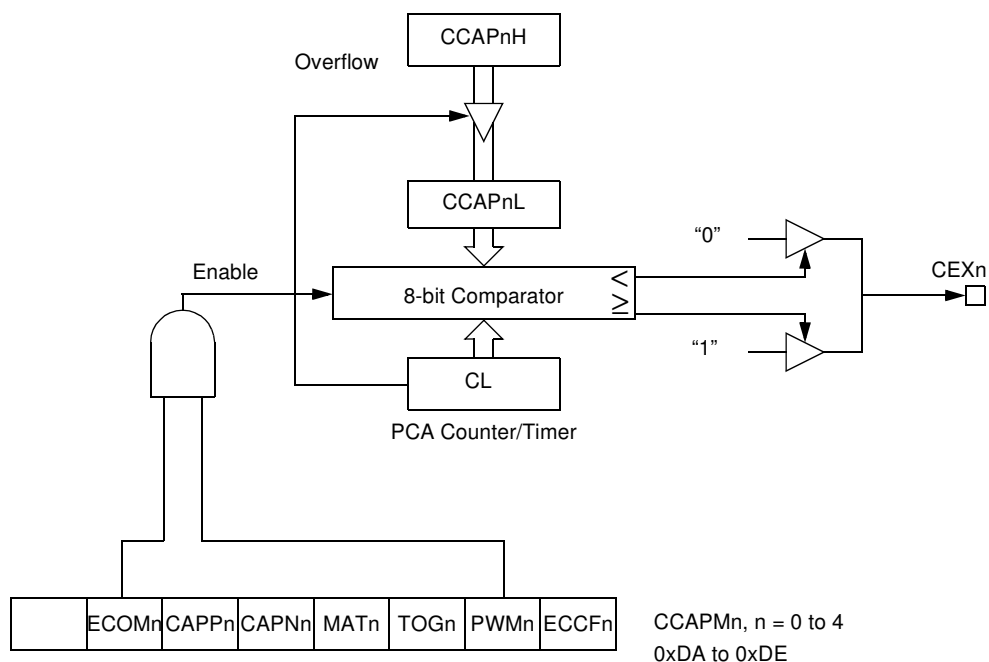 CCAPnH
Overflow
CCAPnL
“0”
Enable
CEXn
8-bit Comparator
<
≥
“1”
CL
PCA Counter/Timer
ECOMn CAPPn CAPNn MATn TOGn PWMn ECCFn
CCAPMn, n = 0 to 4
0xDA to 0xDE